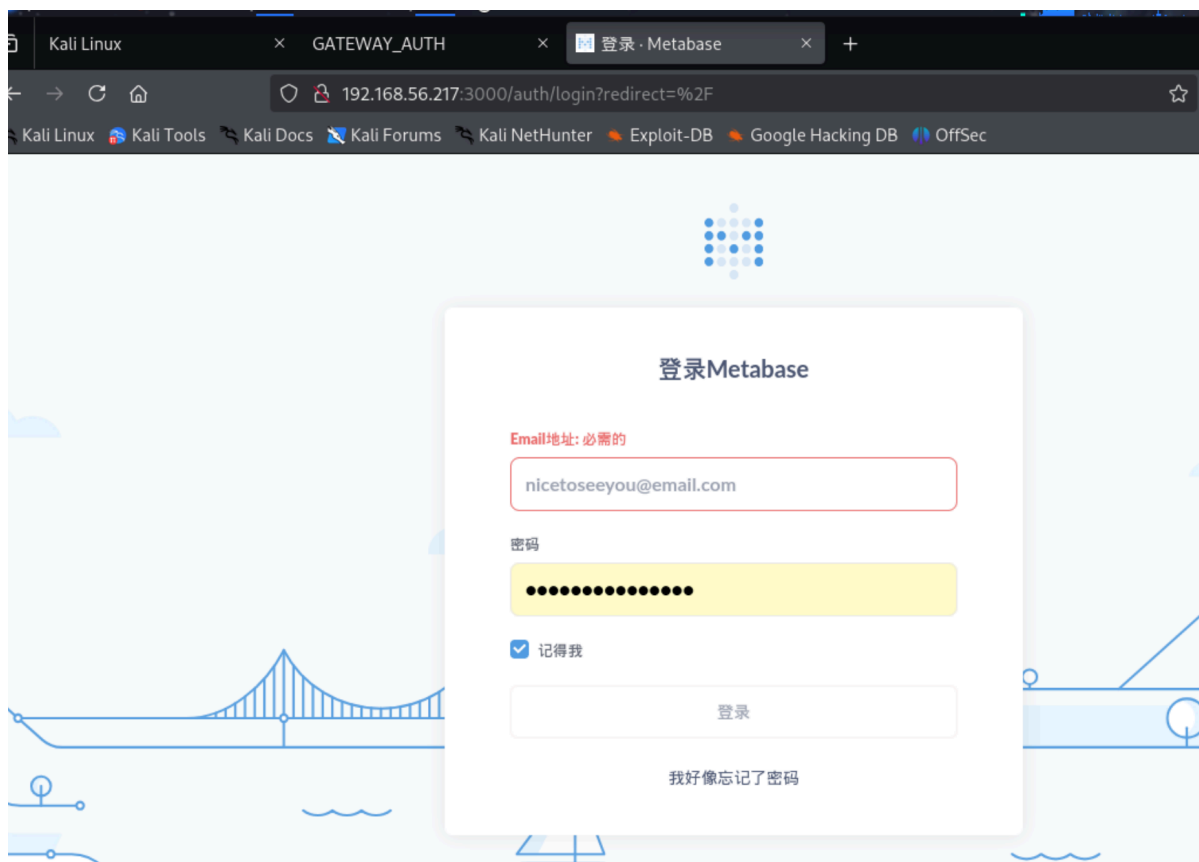 Kali Linux × GATEWAY_AUTH × 登录 · Metabase × +
192.168.56.217:3000/auth/login?redirect=%2F
Kali Linux Kali Tools Kali Docs Kali Forums Kali NetHunter Exploit-DB Google Hacking DB OffSec
登录Metabase
Email地址: 必需的
nicetoseeyou@email.com
密码
•••••••••••••••
记得我
登录
我好像忘记了密码